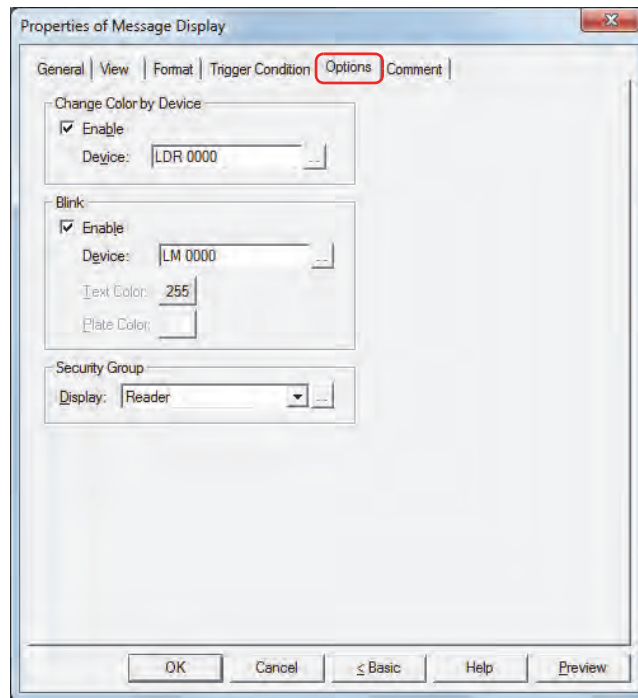 Properties of Message Display
General View Format Trigger Condition Options Comment
Change Color by Device
Enable
Device: LDR 0000 ...
Blink
Enable
Device: LM 0000 ...
Text Color: 255
Plate Color:
Security Group
Display: Reader ...
OK Cancel < Basic Help Preview